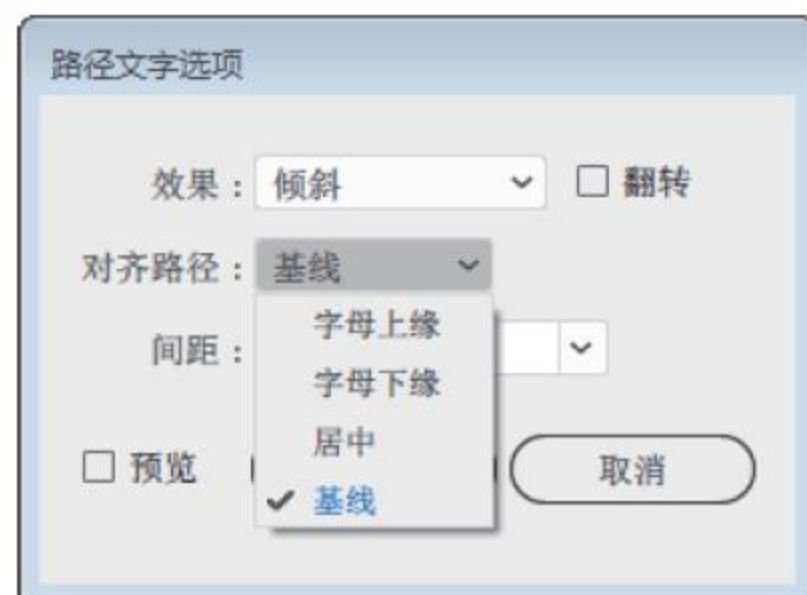 路径文字选项
效果： 倾斜 翻转
对齐路径： 基线
字母上缘
间距：
字母下缘
居中
预览 取消
基线